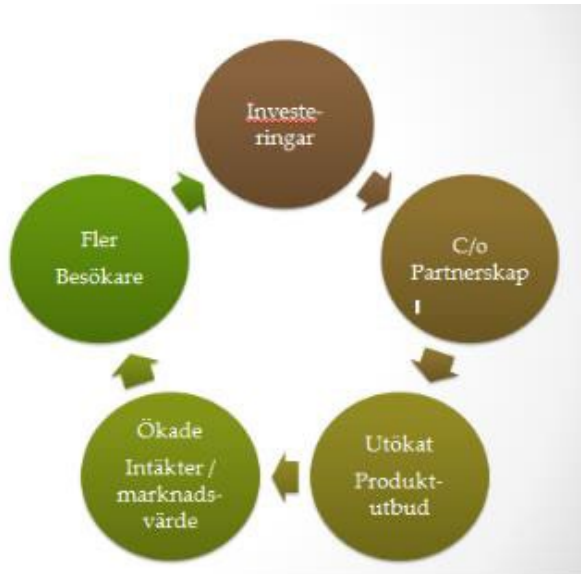 Investe-
ringar
C/o
Partnerskap
Utökat
Produkt-
utbud
Ökade
Intäkter /
marknads-
värde
Fler
Besökare